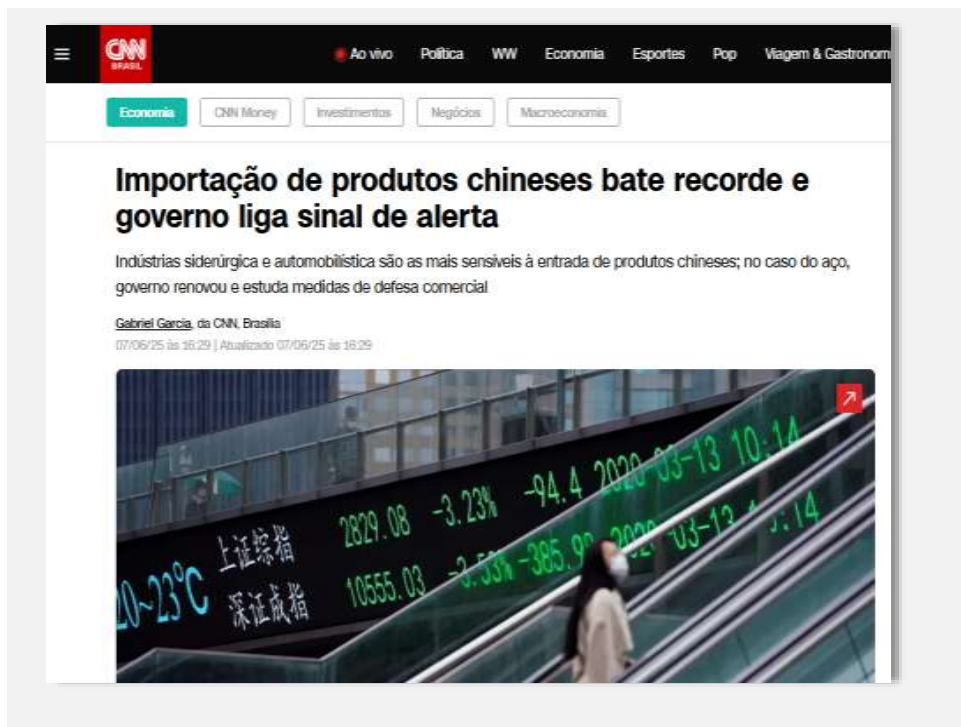 CNN
BRASIL
Ao vivo Política WW Economia Esportes Pop Viagem & Gastronom
Economia CNN Money Investimentos Negócios Macroeconomia
Importação de produtos chineses bate recorde e
governo liga sinal de alerta
Indústrias siderúrgica e automobilística são as mais sensíveis à entrada de produtos chineses; no caso do aço,
governo renovou e estuda medidas de defesa comercial
Gabriel Garcia, da CNN, Brasília
07/06/25 às 16:29 | Atualizado 07/06/25 às 16:29
上证综指 2829.08 -3.23% -94.4 2020-03-13 10:14
20~23°C 深证成指 10555.03 -3.53% -385.9